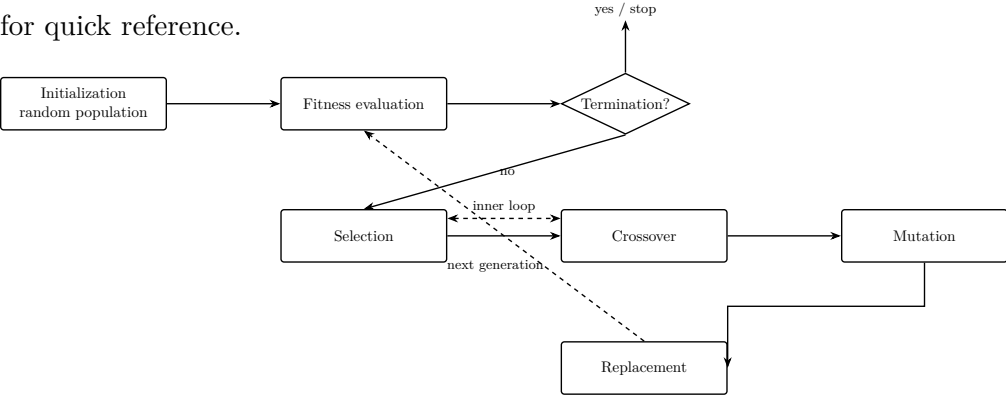 yes / stop
for quick reference.
Initialization
random population
Fitness evaluation
Termination?
no
inner loop
Selection
Crossover
Mutation
next generation
Replacement